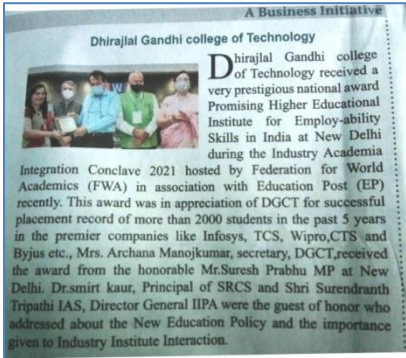 A Business Initiative
Dhirajlal Gandhi college of Technology
Dhirajlal Gandhi college
of Technology received a
very prestigious national award
Promising Higher Educational
Institute for Employ-ability
Skills in India at New Delhi
during the Industry Academia
Integration Conclave 2021 hosted by Federation for World
Academics (FWA) in association with Education Post (EP)
recently. This award was in appreciation of DGCT for successful
placement record of more than 2000 students in the past 5 years
in the premier companies like Infosys, TCS, Wipro,CTS and
Byjus etc., Mrs. Archana Manojkumar, secretary, DGCT,received
the award from the honorable Mr.Suresh Prabhu MP at New
Delhi. Dr.smirt kaur, Principal of SRCS and Shri Surendranth
Tripathi IAS, Director General IIPA were the guest of honor who
addressed about the New Education Policy and the importance
given to Industry Institute Interaction.